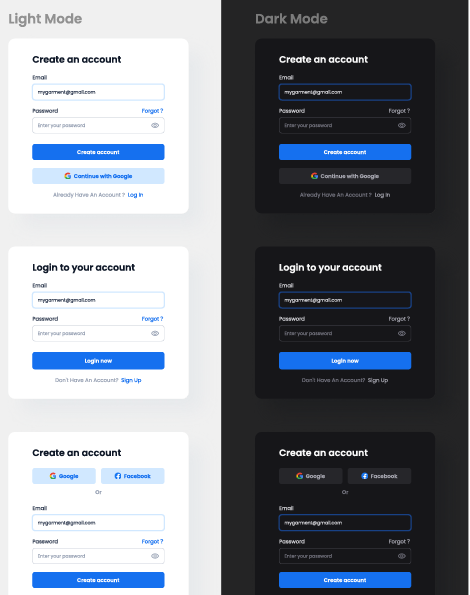 Light Mode
Create an account
Email
mygarment@gmail.com
Password Forgot ?
Enter your password
Create account
Continue with Google
Already Have An Account ? Log In
Login to your account
Email
mygarment@gmail.com
Password Forgot ?
Enter your password
Login now
Don't Have An Account? Sign Up
Create an account
Google Facebook
Or
Email
mygarment@gmail.com
Password Forgot ?
Enter your password
Create account
Dark Mode
Create an account
Email
mygarment@gmail.com
Password Forgot ?
Enter your password
Create account
Continue with Google
Already Have An Account ? Log In
Login to your account
Email
mygarment@gmail.com
Password Forgot ?
Enter your password
Login now
Don't Have An Account? Sign Up
Create an account
Google Facebook
Or
Email
mygarment@gmail.com
Password Forgot ?
Enter your password
Create account